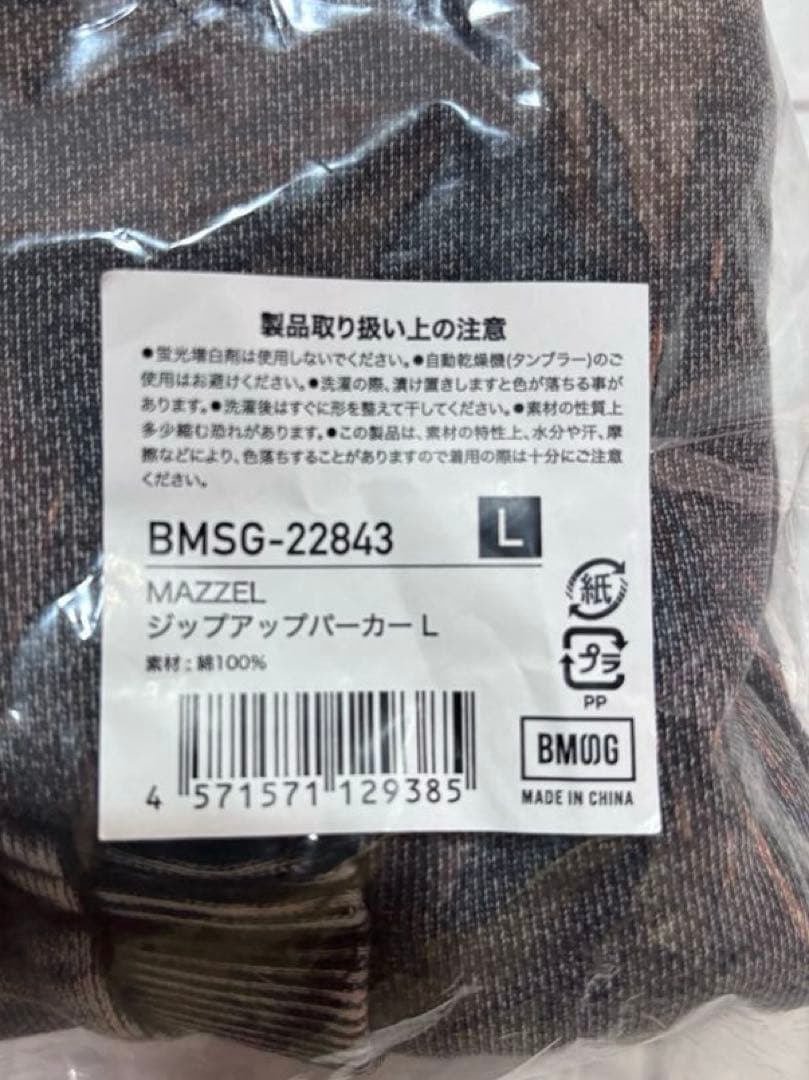 製品取り扱い上の注意
●蛍光増白剤は使用しないでください。●自動乾燥機(タンブラー)のご
使用はお避けください。●洗濯の際、漬け置きしますと色が落ちる事が
あります。●洗濯後はすぐに形を整えて干してください。●素材の性質上
多少縮む恐れがあります。●この製品は、素材の特性上、水分や汗、摩
擦などにより、色落ちすることがありますので着用の際は十分にご注意
ください。
BMSG-22843 L
MAZZEL
ジップアップパーカー L
素材:綿100%
紙
プラ
PP
4 571571 129385
BMSG
MADE IN CHINA